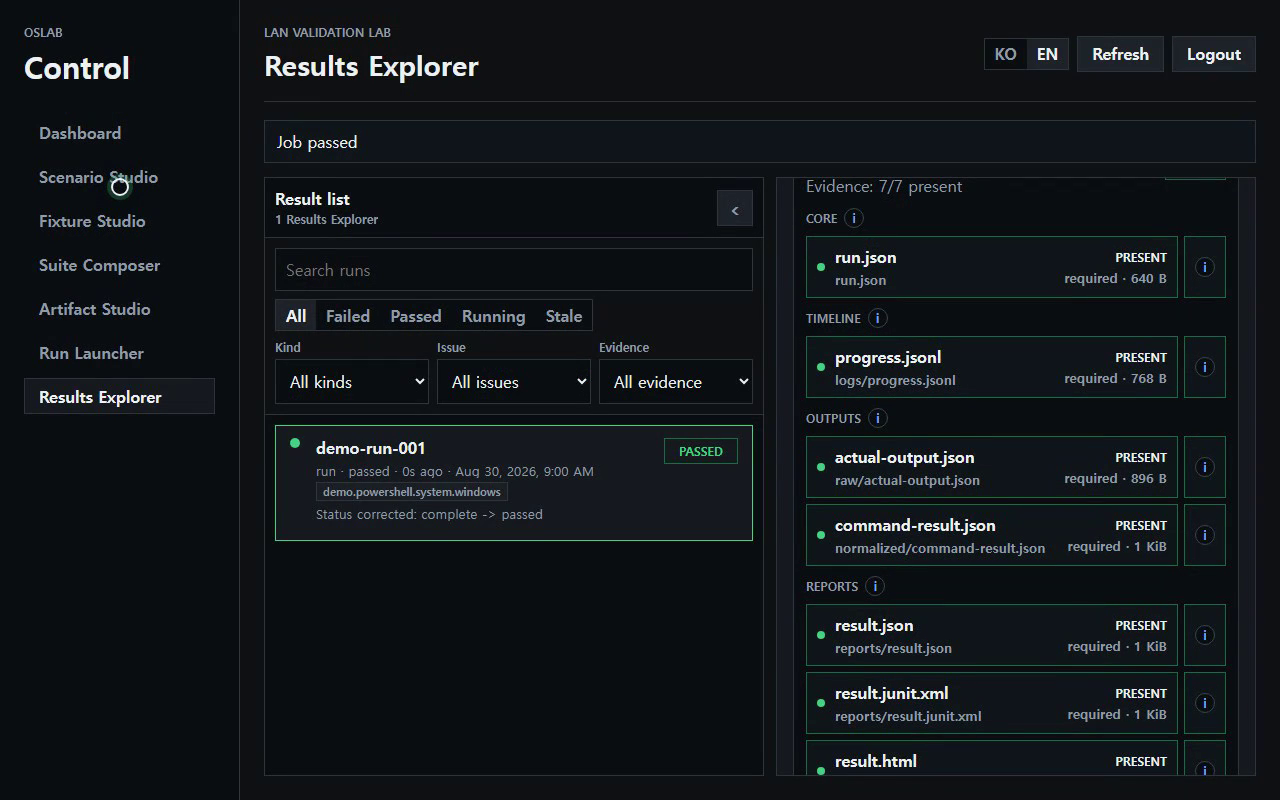 OSLAB
Control
Dashboard
Scenario Studio
Fixture Studio
Suite Composer
Artifact Studio
Run Launcher
Results Explorer
LAN VALIDATION LAB
Results Explorer
KO EN Refresh Logout
Job passed
Result list
1 Results Explorer
<
Search runs
All Failed Passed Running Stale
Kind Issue Evidence
All kinds All issues All evidence
demo-run-001 PASSED
run · passed · 0s ago · Aug 30, 2026, 9:00 AM
demo.powershell.system.windows
Status corrected: complete -> passed
Evidence: 7/7 present
CORE i
run.json PRESENT
run.json required · 640 B i
TIMELINE i
progress.jsonl PRESENT
logs/progress.jsonl required · 768 B i
OUTPUTS i
actual-output.json PRESENT
raw/actual-output.json required · 896 B i
command-result.json PRESENT
normalized/command-result.json required · 1 KiB i
REPORTS i
result.json PRESENT
reports/result.json required · 1 KiB i
result.junit.xml PRESENT
reports/result.junit.xml required · 1 KiB i
result.html PRESENT i